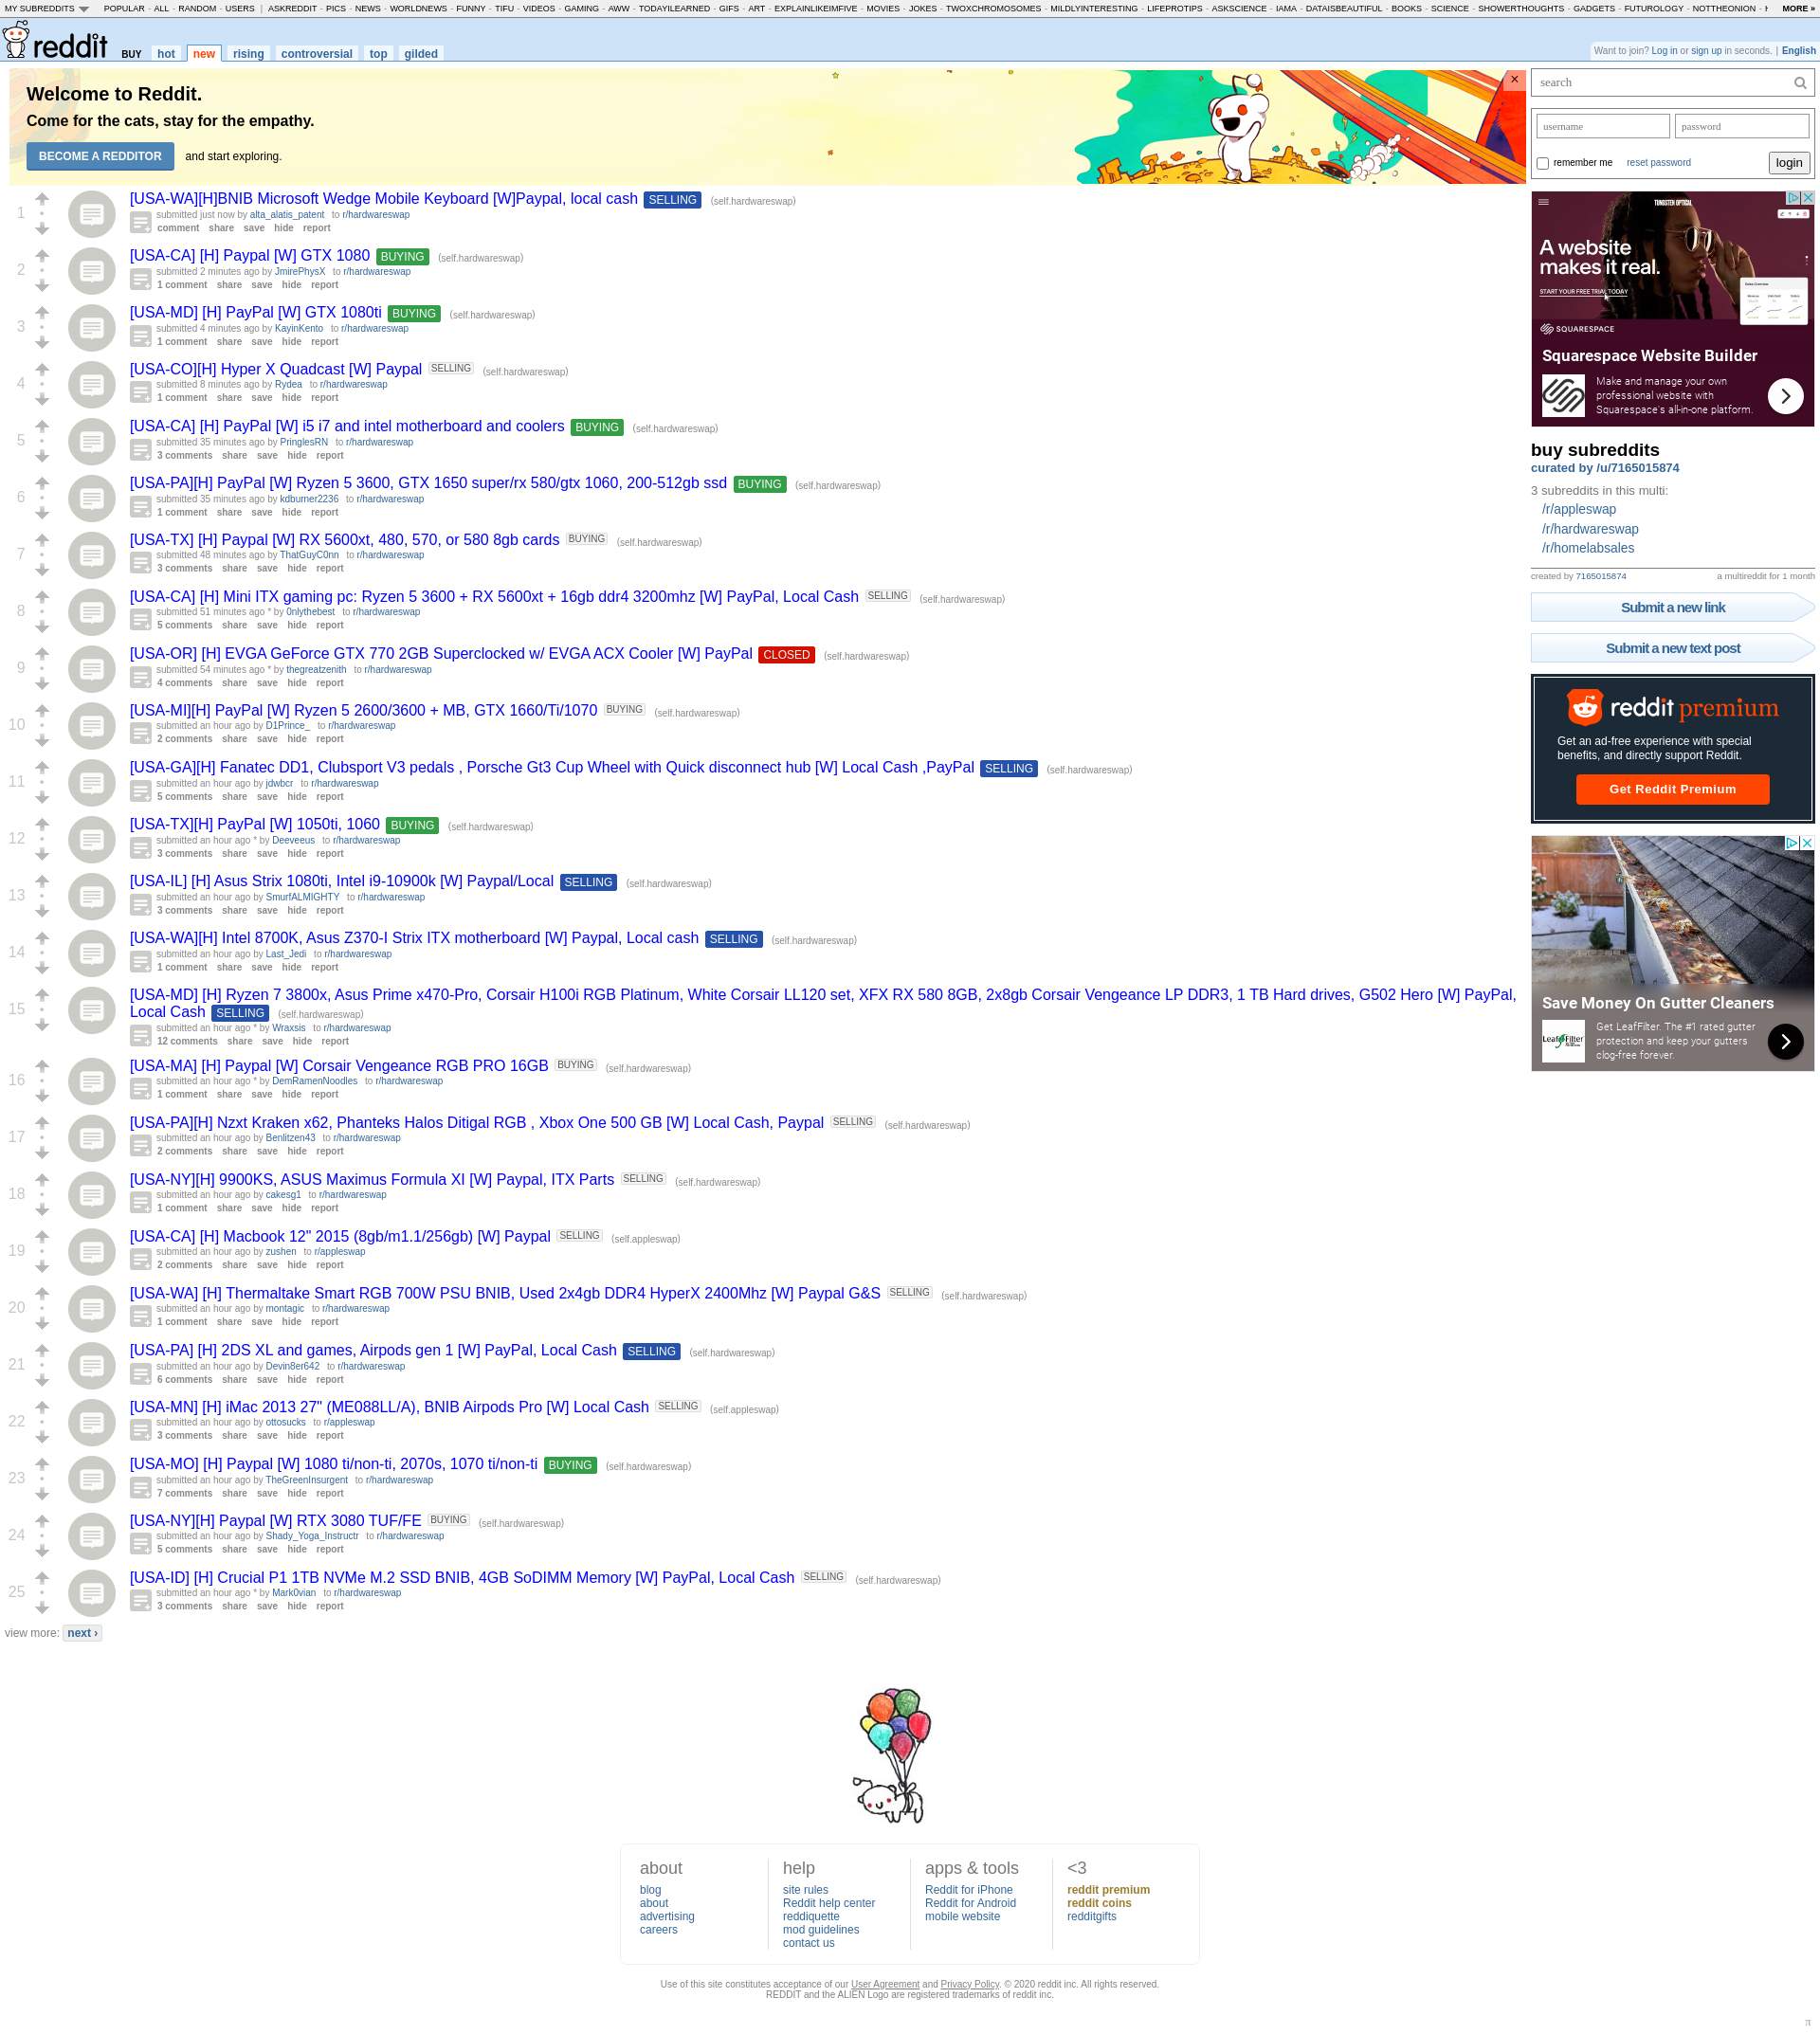 MY SUBREDDITS POPULAR - ALL - RANDOM - USERS | ASKREDDIT - PICS - NEWS - WORLDNEWS - FUNNY - TIFU - VIDEOS - GAMING - AWW - TODAYILEARNED - GIFS - ART - EXPLAINLIKEIMFIVE - MOVIES - JOKES - TWOXCHROMOSOMES - MILDLYINTERESTING - LIFEPROTIPS - ASKSCIENCE - IAMA - DATAISBEAUTIFUL - BOOKS - SCIENCE - SHOWERTHOUGHTS - GADGETS - FUTUROLOGY - NOTTHEONION - MORE »
reddit BUY hot new rising controversial top gilded
Want to join? Log in or sign up in seconds. | English
Welcome to Reddit.
Come for the cats, stay for the empathy.
BECOME A REDDITOR and start exploring.
×
1
[USA-WA][H]BNIB Microsoft Wedge Mobile Keyboard [W]Paypal, local cash SELLING (self.hardwareswap)
submitted just now by alta_alatis_patent to r/hardwareswap
comment share save hide report
2
[USA-CA] [H] Paypal [W] GTX 1080 BUYING (self.hardwareswap)
submitted 2 minutes ago by JmirePhysX to r/hardwareswap
1 comment share save hide report
3
[USA-MD] [H] PayPal [W] GTX 1080ti BUYING (self.hardwareswap)
submitted 4 minutes ago by KayinKento to r/hardwareswap
1 comment share save hide report
4
[USA-CO][H] Hyper X Quadcast [W] Paypal SELLING (self.hardwareswap)
submitted 8 minutes ago by Rydea to r/hardwareswap
1 comment share save hide report
5
[USA-CA] [H] PayPal [W] i5 i7 and intel motherboard and coolers BUYING (self.hardwareswap)
submitted 35 minutes ago by PringlesRN to r/hardwareswap
3 comments share save hide report
6
[USA-PA][H] PayPal [W] Ryzen 5 3600, GTX 1650 super/rx 580/gtx 1060, 200-512gb ssd BUYING (self.hardwareswap)
submitted 35 minutes ago by kdburner2236 to r/hardwareswap
1 comment share save hide report
7
[USA-TX] [H] Paypal [W] RX 5600xt, 480, 570, or 580 8gb cards BUYING (self.hardwareswap)
submitted 48 minutes ago by ThatGuyC0nn to r/hardwareswap
3 comments share save hide report
8
[USA-CA] [H] Mini ITX gaming pc: Ryzen 5 3600 + RX 5600xt + 16gb ddr4 3200mhz [W] PayPal, Local Cash SELLING (self.hardwareswap)
submitted 51 minutes ago * by 0nlythebest to r/hardwareswap
5 comments share save hide report
9
[USA-OR] [H] EVGA GeForce GTX 770 2GB Superclocked w/ EVGA ACX Cooler [W] PayPal CLOSED (self.hardwareswap)
submitted 54 minutes ago * by thegreatzenith to r/hardwareswap
4 comments share save hide report
10
[USA-MI][H] PayPal [W] Ryzen 5 2600/3600 + MB, GTX 1660/Ti/1070 BUYING (self.hardwareswap)
submitted an hour ago by D1Prince_ to r/hardwareswap
2 comments share save hide report
11
[USA-GA][H] Fanatec DD1, Clubsport V3 pedals , Porsche Gt3 Cup Wheel with Quick disconnect hub [W] Local Cash ,PayPal SELLING (self.hardwareswap)
submitted an hour ago by jdwbcr to r/hardwareswap
5 comments share save hide report
12
[USA-TX][H] PayPal [W] 1050ti, 1060 BUYING (self.hardwareswap)
submitted an hour ago * by Deeveeus to r/hardwareswap
3 comments share save hide report
13
[USA-IL] [H] Asus Strix 1080ti, Intel i9-10900k [W] Paypal/Local SELLING (self.hardwareswap)
submitted an hour ago by SmurfALMIGHTY to r/hardwareswap
3 comments share save hide report
14
[USA-WA][H] Intel 8700K, Asus Z370-I Strix ITX motherboard [W] Paypal, Local cash SELLING (self.hardwareswap)
submitted an hour ago by Last_Jedi to r/hardwareswap
1 comment share save hide report
15
[USA-MD] [H] Ryzen 7 3800x, Asus Prime x470-Pro, Corsair H100i RGB Platinum, White Corsair LL120 set, XFX RX 580 8GB, 2x8gb Corsair Vengeance LP DDR3, 1 TB Hard drives, G502 Hero [W] PayPal,
Local Cash SELLING (self.hardwareswap)
submitted an hour ago * by Wraxsis to r/hardwareswap
12 comments share save hide report
16
[USA-MA] [H] Paypal [W] Corsair Vengeance RGB PRO 16GB BUYING (self.hardwareswap)
submitted an hour ago * by DemRamenNoodles to r/hardwareswap
1 comment share save hide report
17
[USA-PA][H] Nzxt Kraken x62, Phanteks Halos Ditigal RGB , Xbox One 500 GB [W] Local Cash, Paypal SELLING (self.hardwareswap)
submitted an hour ago by Benlitzen43 to r/hardwareswap
2 comments share save hide report
18
[USA-NY][H] 9900KS, ASUS Maximus Formula XI [W] Paypal, ITX Parts SELLING (self.hardwareswap)
submitted an hour ago by cakesg1 to r/hardwareswap
1 comment share save hide report
19
[USA-CA] [H] Macbook 12" 2015 (8gb/m1.1/256gb) [W] Paypal SELLING (self.appleswap)
submitted an hour ago by zushen to r/appleswap
2 comments share save hide report
20
[USA-WA] [H] Thermaltake Smart RGB 700W PSU BNIB, Used 2x4gb DDR4 HyperX 2400Mhz [W] Paypal G&S SELLING (self.hardwareswap)
submitted an hour ago by montagic to r/hardwareswap
1 comment share save hide report
21
[USA-PA] [H] 2DS XL and games, Airpods gen 1 [W] PayPal, Local Cash SELLING (self.hardwareswap)
submitted an hour ago by Devin8er642 to r/hardwareswap
6 comments share save hide report
22
[USA-MN] [H] iMac 2013 27" (ME088LL/A), BNIB Airpods Pro [W] Local Cash SELLING (self.appleswap)
submitted an hour ago by ottosucks to r/appleswap
3 comments share save hide report
23
[USA-MO] [H] Paypal [W] 1080 ti/non-ti, 2070s, 1070 ti/non-ti BUYING (self.hardwareswap)
submitted an hour ago by TheGreenInsurgent to r/hardwareswap
7 comments share save hide report
24
[USA-NY][H] Paypal [W] RTX 3080 TUF/FE BUYING (self.hardwareswap)
submitted an hour ago by Shady_Yoga_Instructr to r/hardwareswap
5 comments share save hide report
25
[USA-ID] [H] Crucial P1 1TB NVMe M.2 SSD BNIB, 4GB SoDIMM Memory [W] PayPal, Local Cash SELLING (self.hardwareswap)
submitted an hour ago * by Mark0vian to r/hardwareswap
3 comments share save hide report
view more: next ›
search
username password
remember me reset password login
TUNGSTEN OPTICAL
A website
makes it real.
START YOUR FREE TRIAL TODAY
SQUARESPACE
Squarespace Website Builder
Make and manage your own
professional website with
Squarespace's all-in-one platform.
buy subreddits
curated by /u/7165015874
3 subreddits in this multi:
/r/appleswap
/r/hardwareswap
/r/homelabsales
created by 7165015874 a multireddit for 1 month
Submit a new link
Submit a new text post
reddit premium
Get an ad-free experience with special
benefits, and directly support Reddit.
Get Reddit Premium
Save Money On Gutter Cleaners
LeafFilter
Get LeafFilter. The #1 rated gutter
protection and keep your gutters
clog-free forever.
about
blog
about
advertising
careers
help
site rules
Reddit help center
reddiquette
mod guidelines
contact us
apps & tools
Reddit for iPhone
Reddit for Android
mobile website
<3
reddit premium
reddit coins
redditgifts
Use of this site constitutes acceptance of our User Agreement and Privacy Policy. © 2020 reddit inc. All rights reserved.
REDDIT and the ALIEN Logo are registered trademarks of reddit inc.
π